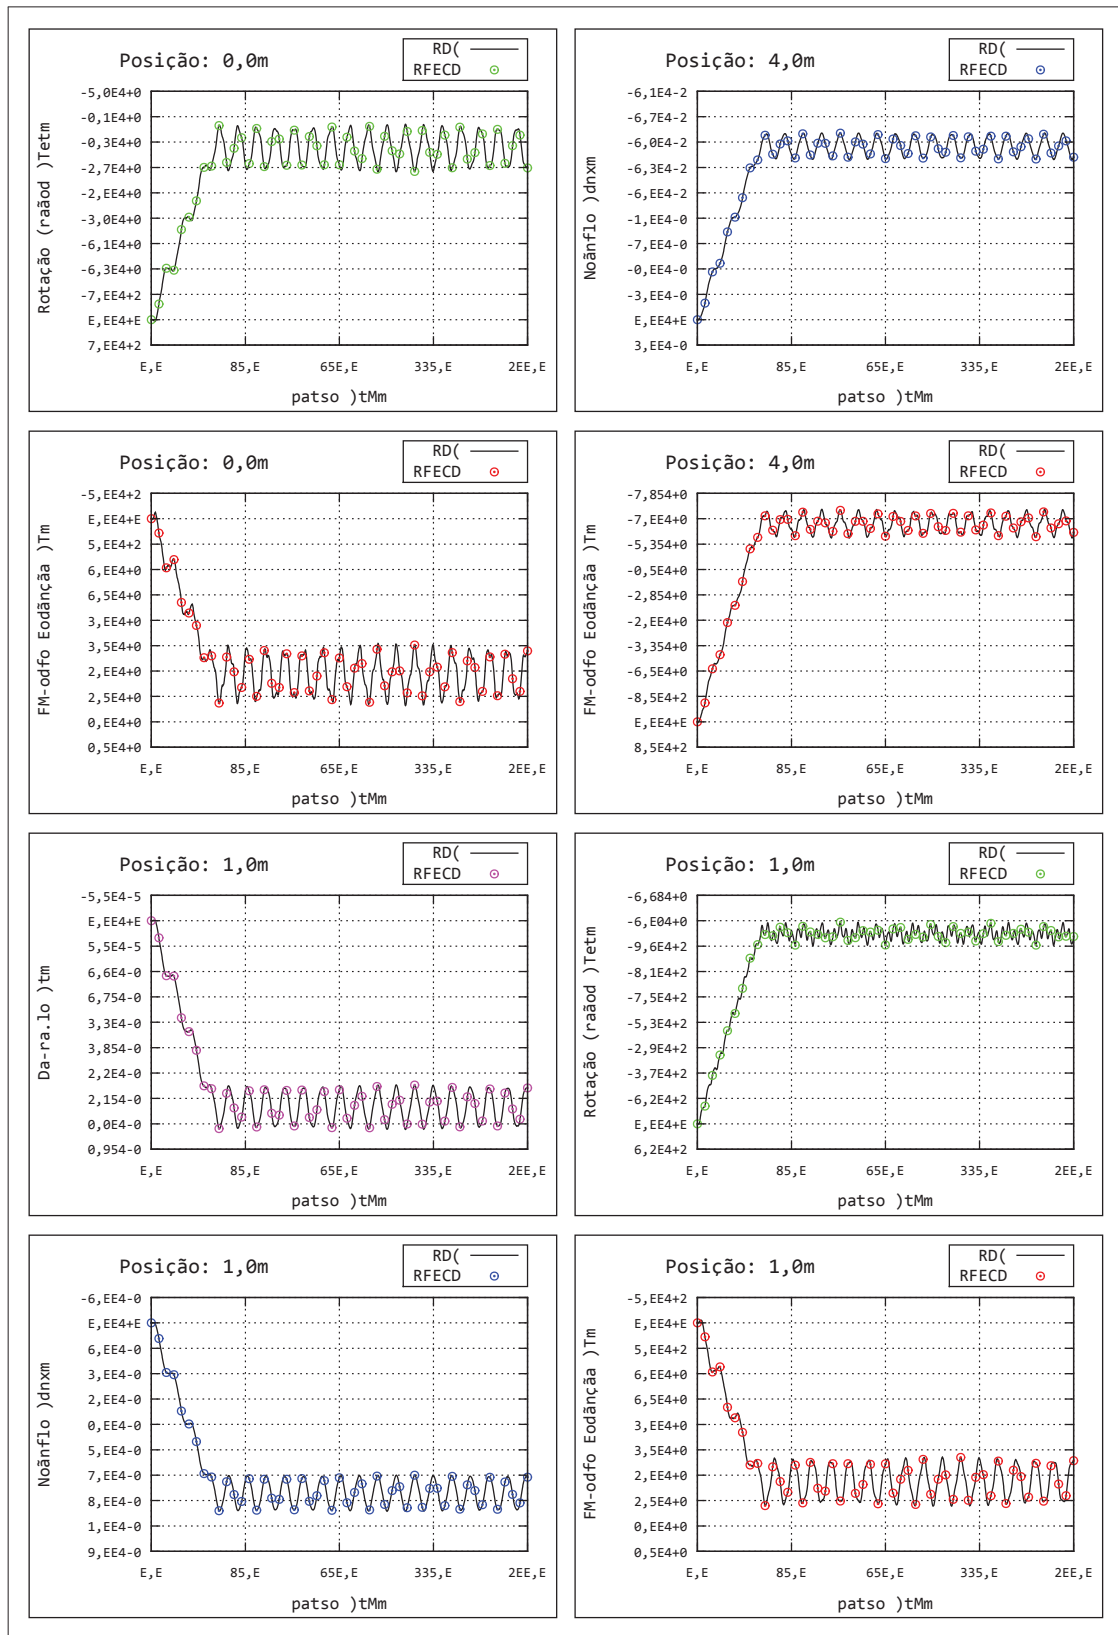 Posição: 0,0m
RD(
RFECD
-5,0E4+0
-0,1E4+0
-0,3E4+0
-2,7E4+0
-2,1E4+0
-3,0E4+0
-6,1E4+0
-6,3E4+0
-7,1E4+2
E,EE4+E
7,EE4+2
Rotação (raäod )Tetm
E,E
85,E
65E,E
335,E
2EE,E
patso )tMm
Posição: 4,0m
RD(
RFECD
-6,1E4-2
-6,7E4-2
-6,0E4-2
-6,3E4-2
-6,E4-2
-1,E4-0
-7,E4-0
-0,E4-0
-3,E4-0
E,EE4+E
3,E4-0
Noãnflo )dnxm
E,E
85,E
65E,E
335,E
2EE,E
patso )tMm
Posição: 0,0m
RD(
RFECD
-5,EE4+2
E,EE4+E
5,EE4+2
6,EE4+0
6,5E4+0
3,EE4+0
3,5E4+0
2,EE4+0
2,5E4+0
0,EE4+0
0,5E4+0
FM-odfo Eodãnçãa )Tm
E,E
85,E
65E,E
335,E
2EE,E
patso )tMm
Posição: 4,0m
RD(
RFECD
-7,854+0
-7,1E4+0
-5,354+0
-0,5E4+0
-2,854+0
-2,E4+0
-3,354+0
-6,5E4+0
-8,5E4+2
E,EE4+E
8,5E4+2
FM-odfo Eodãnçãa )Tm
E,E
85,E
65E,E
335,E
2EE,E
patso )tMm
Posição: 1,0m
RD(
RFECD
-5,5E4-5
E,EE4+E
5,5E4-5
6,6E4-0
6,754-0
3,3E4-0
3,854-0
2,2E4-0
2,154-0
0,0E4-0
0,954-0
Da-ra.lo )tm
E,E
85,E
65E,E
335,E
2EE,E
patso )tMm
Posição: 1,0m
RD(
RFECD
-6,684+0
-6,04+0
-9,6E4+2
-8,1E4+2
-7,5E4+2
-5,3E4+2
-2,9E4+2
-3,7E4+2
-6,2E4+2
E,EE4+E
6,2E4+2
Rotação (raäod )Tetm
E,E
85,E
65E,E
335,E
2EE,E
patso )tMm
Posição: 1,0m
RD(
RFECD
-6,EE4-0
E,EE4+E
6,EE4-0
3,EE4-0
2,EE4-0
0,EE4-0
5,EE4-0
7,EE4-0
8,EE4-0
1,EE4-0
9,EE4-0
Noãnflo )dnxm
E,E
85,E
65E,E
335,E
2EE,E
patso )tMm
Posição: 1,0m
RD(
RFECD
-5,EE4+2
E,EE4+E
5,EE4+2
6,EE4+0
6,5E4+0
3,EE4+0
3,5E4+0
2,EE4+0
2,5E4+0
0,EE4+0
0,5E4+0
FM-odfo Eodãnçãa )Tm
E,E
85,E
65E,E
335,E
2EE,E
patso )tMm